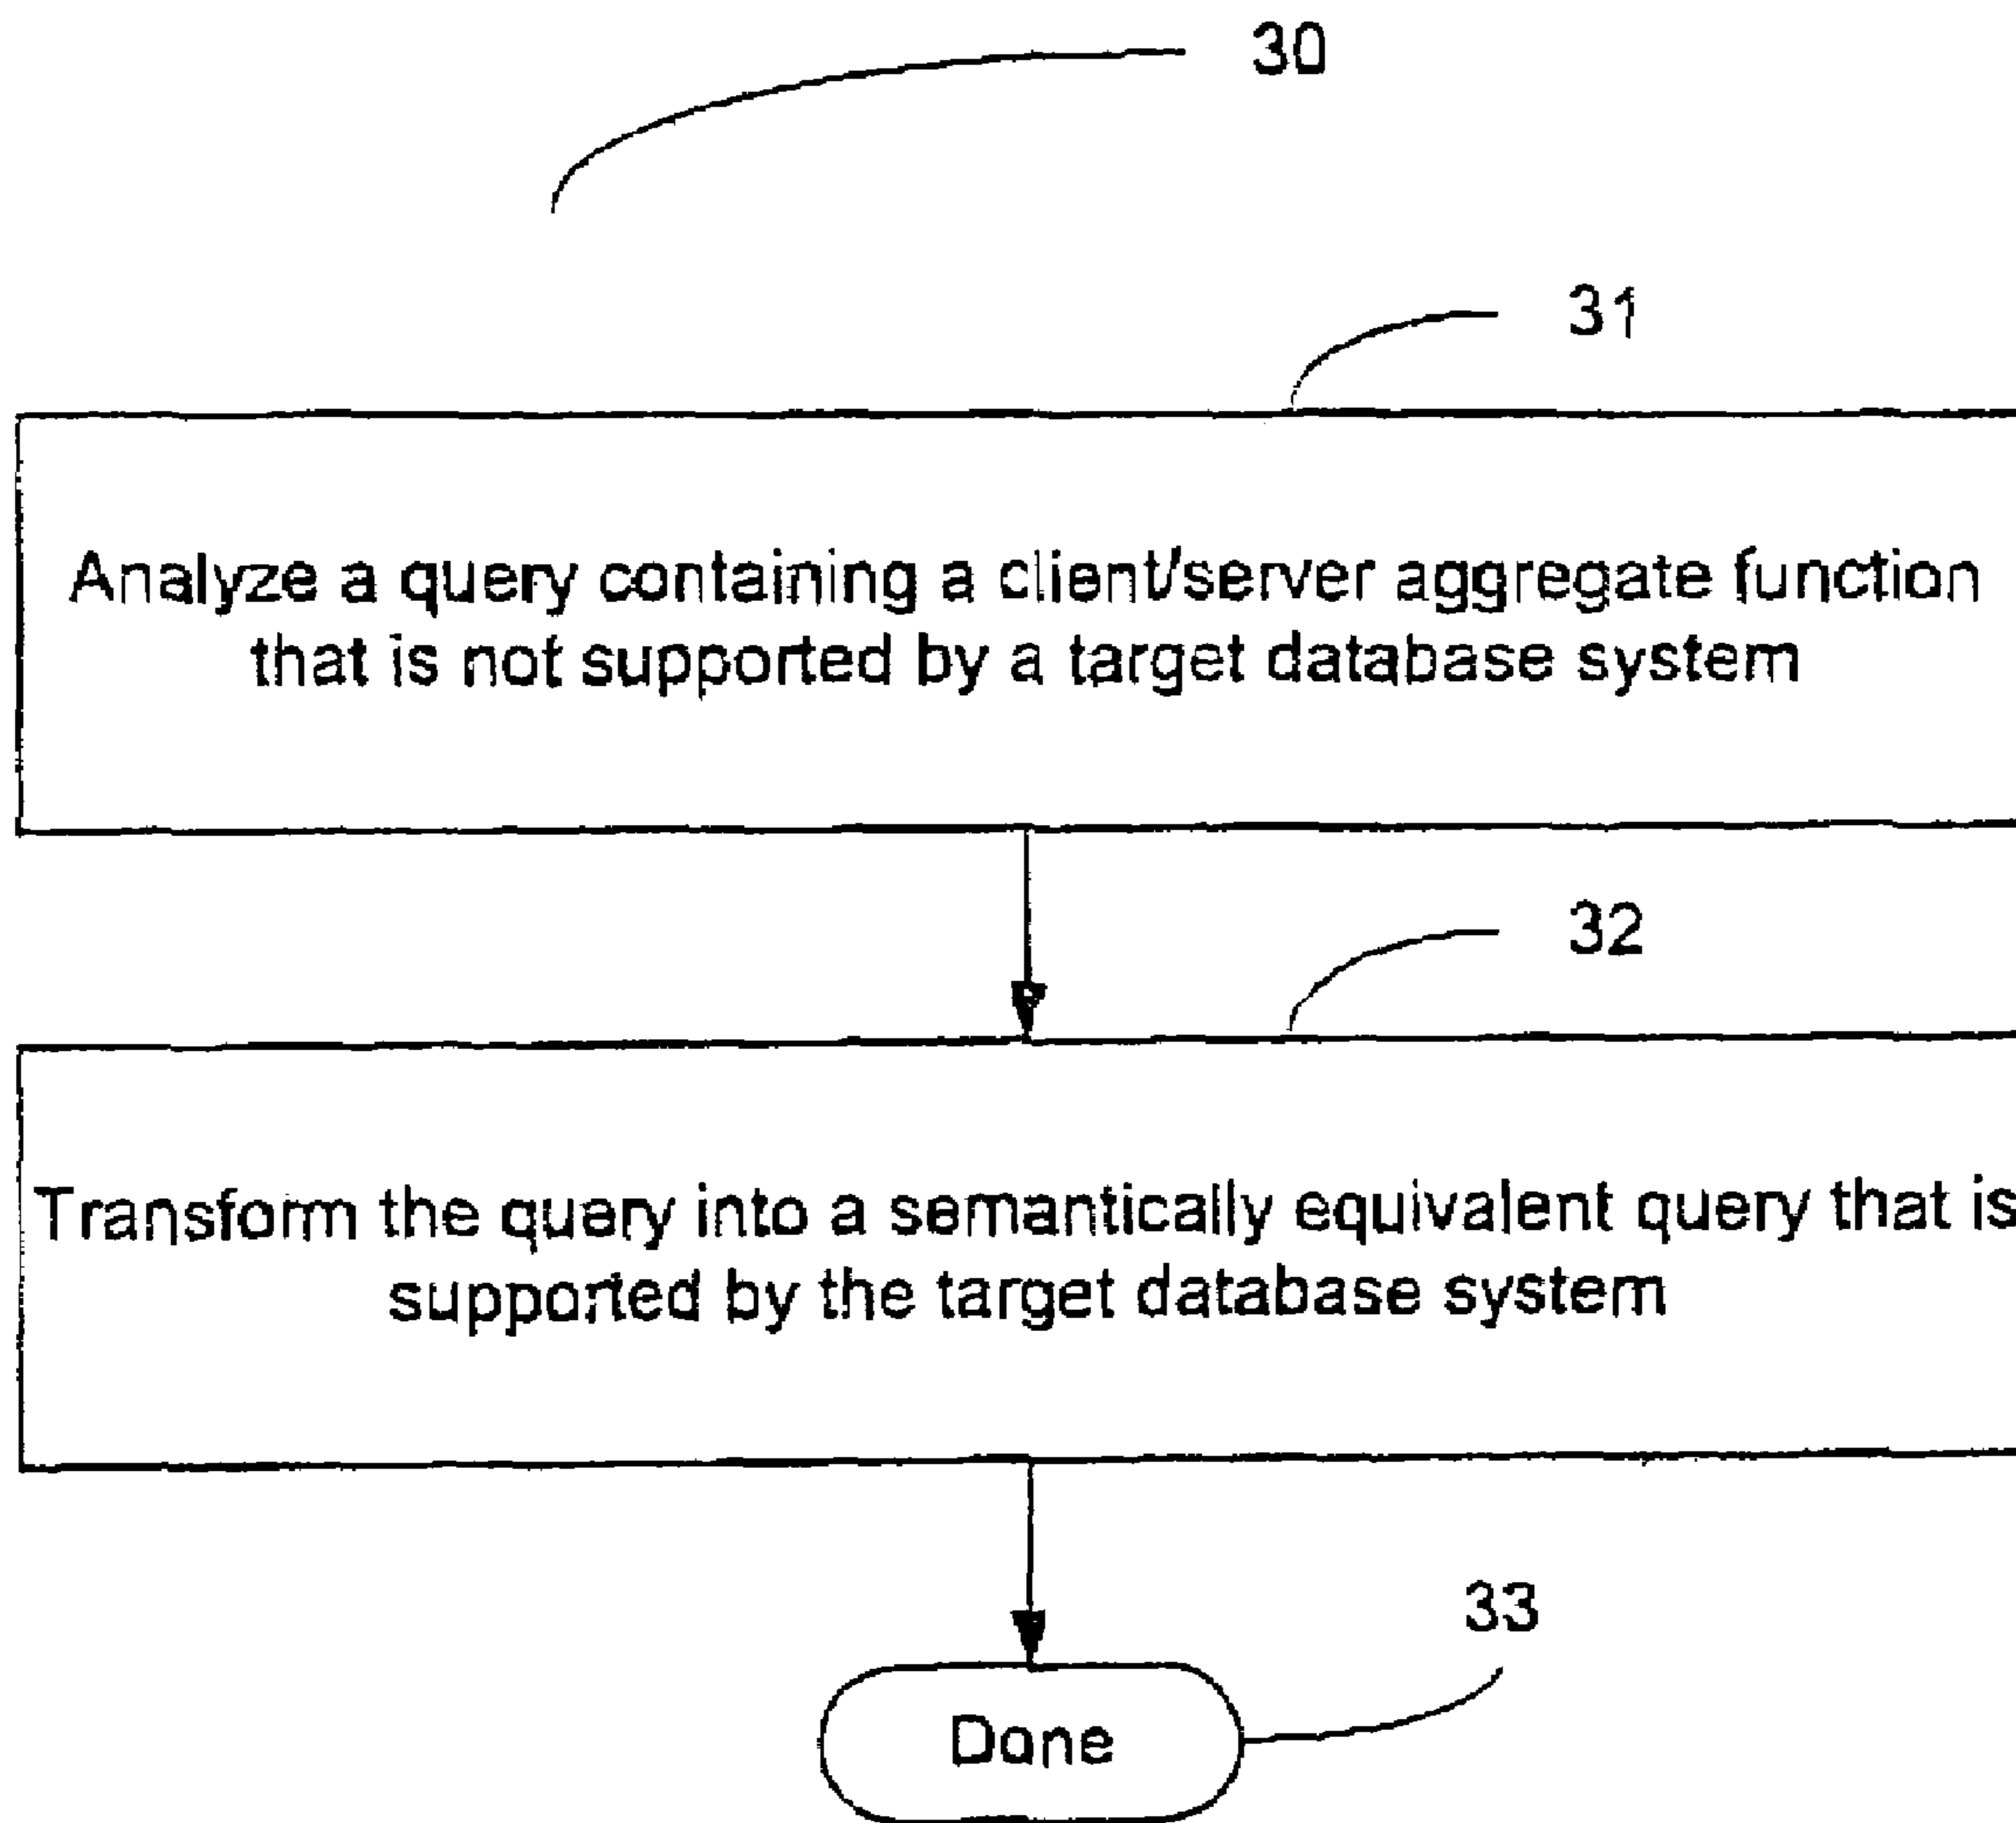 30
31
Analyze a query containing a client/server aggregate function
that is not supported by a target database system
32
Transform the query into a semantically equivalent query that is
supported by the target database system
33
Done